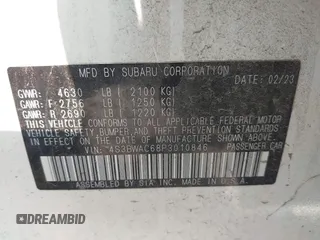 MFD BY SUBARU CORPORATION DATE: 02/23
GVWR: 4630 LB [ 2100 KG]
GAWR: F 2756 LB [ 1250 KG]
GAWR: R 2690 LB [ 1220 KG]
THIS VEHICLE CONFORMS TO ALL APPLICABLE FEDERAL MOTOR
VEHICLE SAFETY, BUMPER, AND THEFT PREVENTION STANDARDS
IN EFFECT ON THE DATE OF MANUFACTURE SHOWN ABOVE.
VIN: 4S3BWAC68P3010846 PASSENGER CAR
ASSEMBLED BY SIA, INC. MADE IN U.S.A.
DREAMBID
DREAMBID.COM